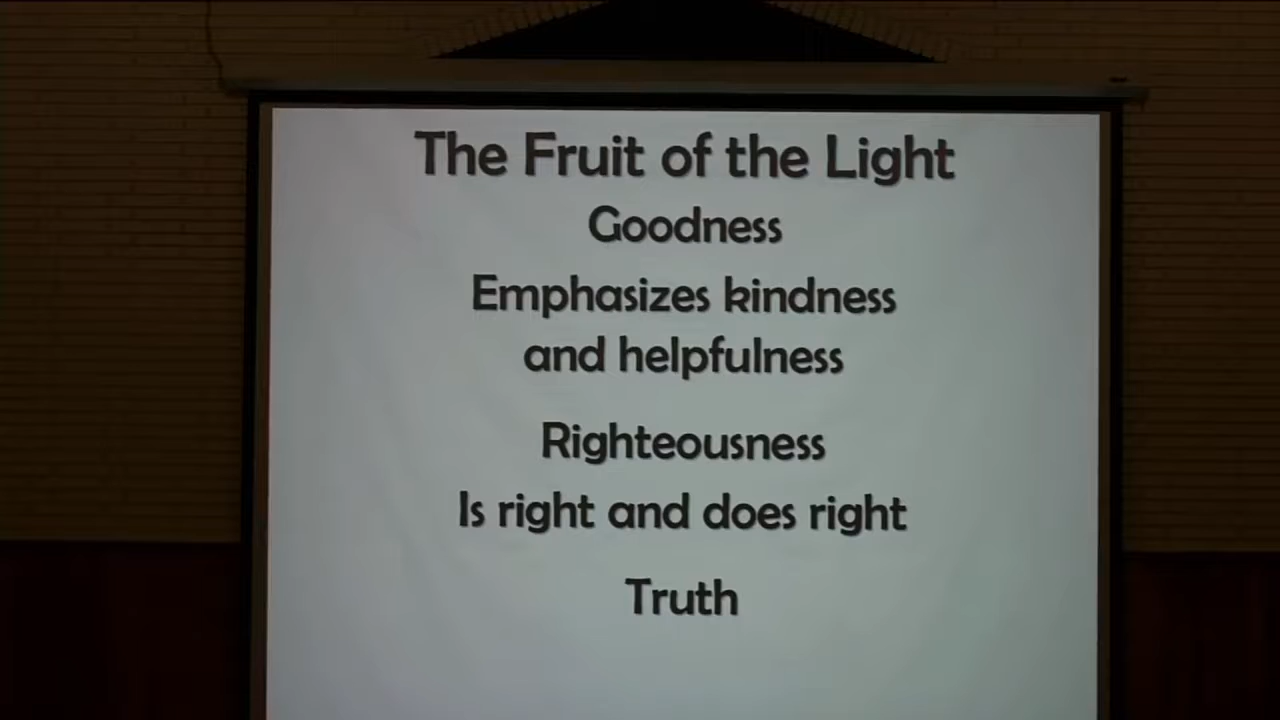 The Fruit of the Light
Goodness
Emphasizes kindness
and helpfulness
Righteousness
Is right and does right
Truth